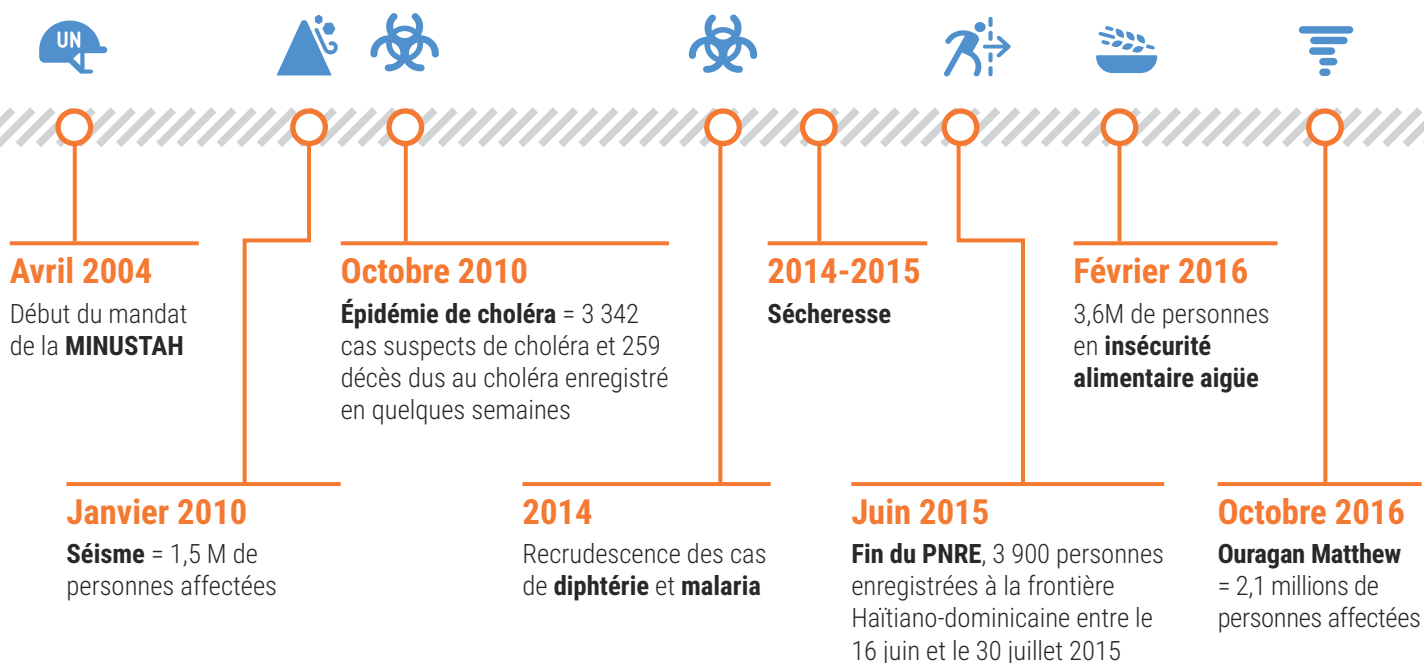 UN
Avril 2004
Début du mandat
de la MINUSTAH
Janvier 2010
Séisme = 1,5 M de
personnes affectées
Octobre 2010
Épidémie de choléra = 3 342
cas suspects de choléra et 259
décès dus au choléra enregistré
en quelques semaines
2014
Recrudescence des cas
de diphtérie et malaria
2014-2015
Sécheresse
Juin 2015
Fin du PNRE, 3 900 personnes
enregistrées à la frontière
Haïtiano-dominicaine entre le
16 juin et le 30 juillet 2015
Février 2016
3,6M de personnes
en insécurité
alimentaire aigüe
Octobre 2016
Ouragan Matthew
= 2,1 millions de
personnes affectées